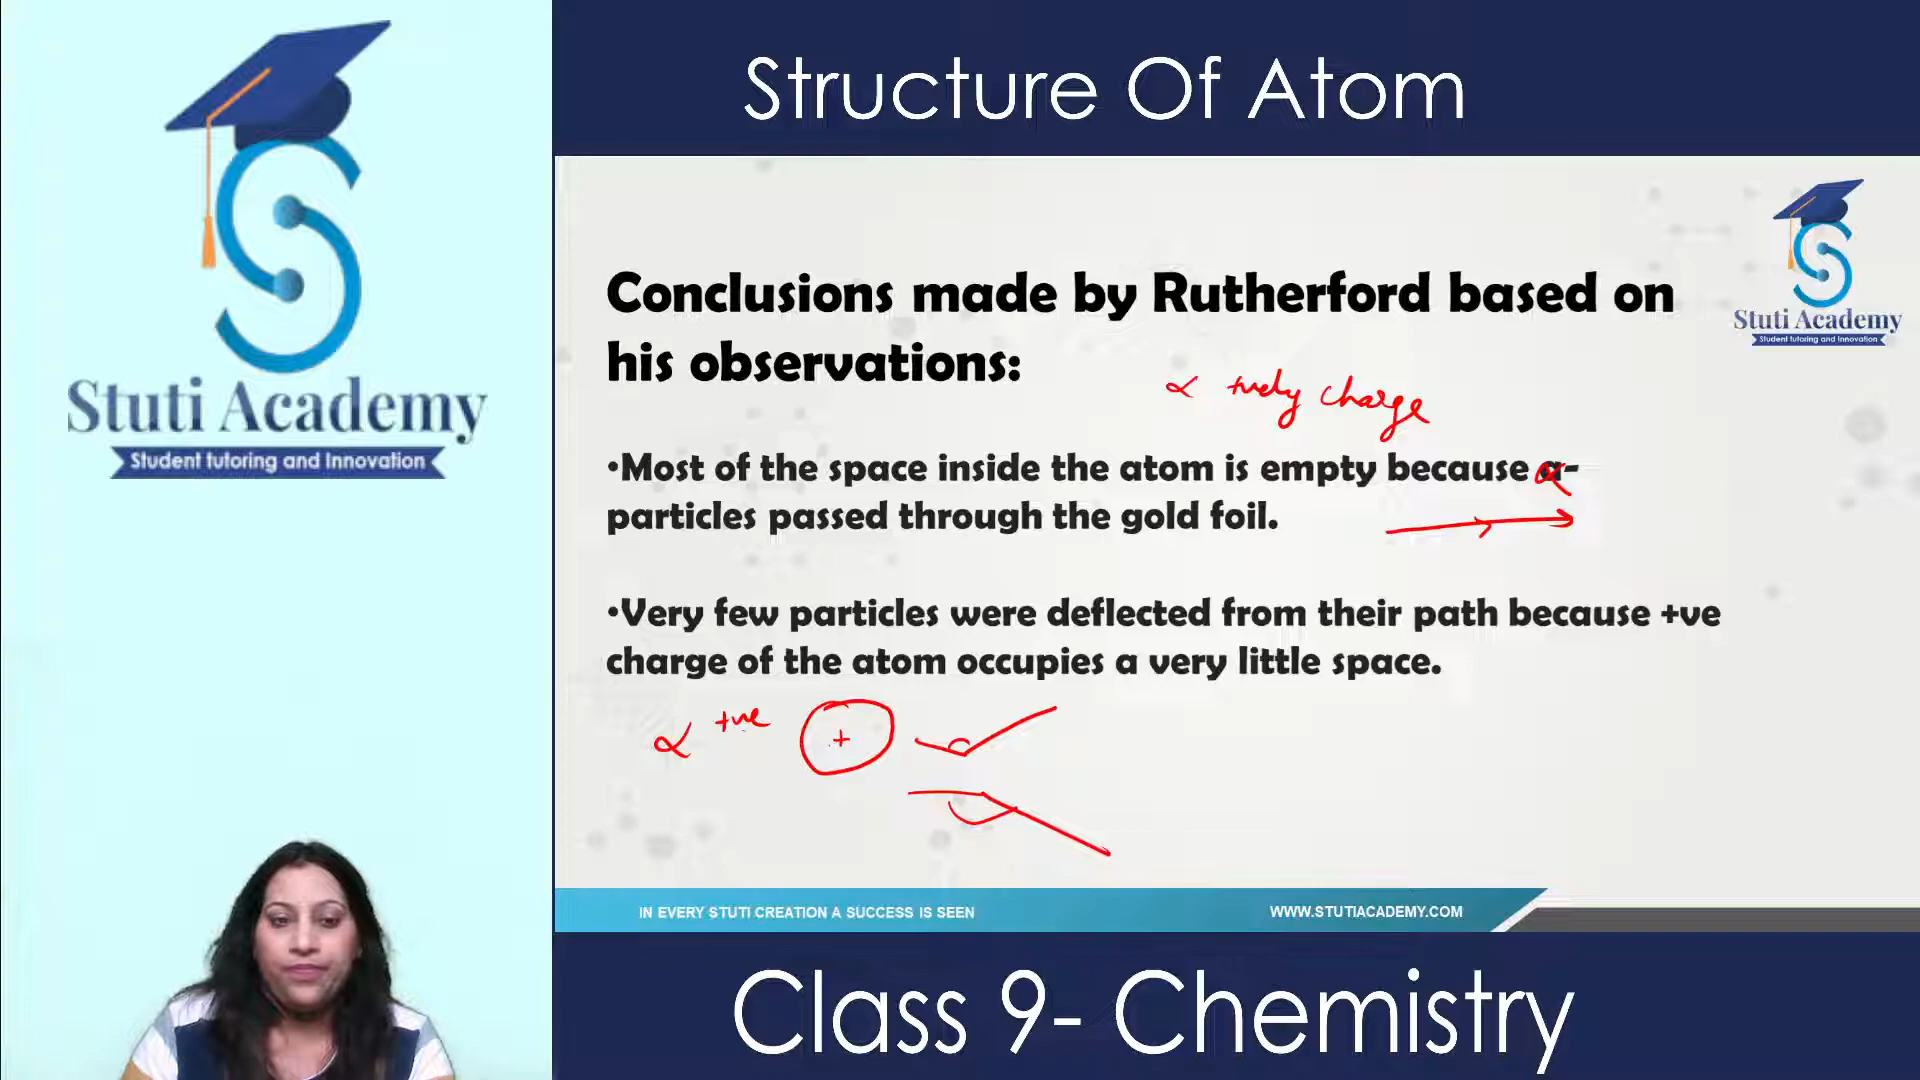 Stuti Academy
Student tutoring and Innovation
Structure Of Atom
Stuti Academy
Student tutoring and Innovation
Conclusions made by Rutherford based on
his observations:
α +vely charge
•Most of the space inside the atom is empty because α-
particles passed through the gold foil.
•Very few particles were deflected from their path because +ve
charge of the atom occupies a very little space.
α +ve +
IN EVERY STUTI CREATION A SUCCESS IS SEEN
WWW.STUTIACADEMY.COM
Class 9- Chemistry